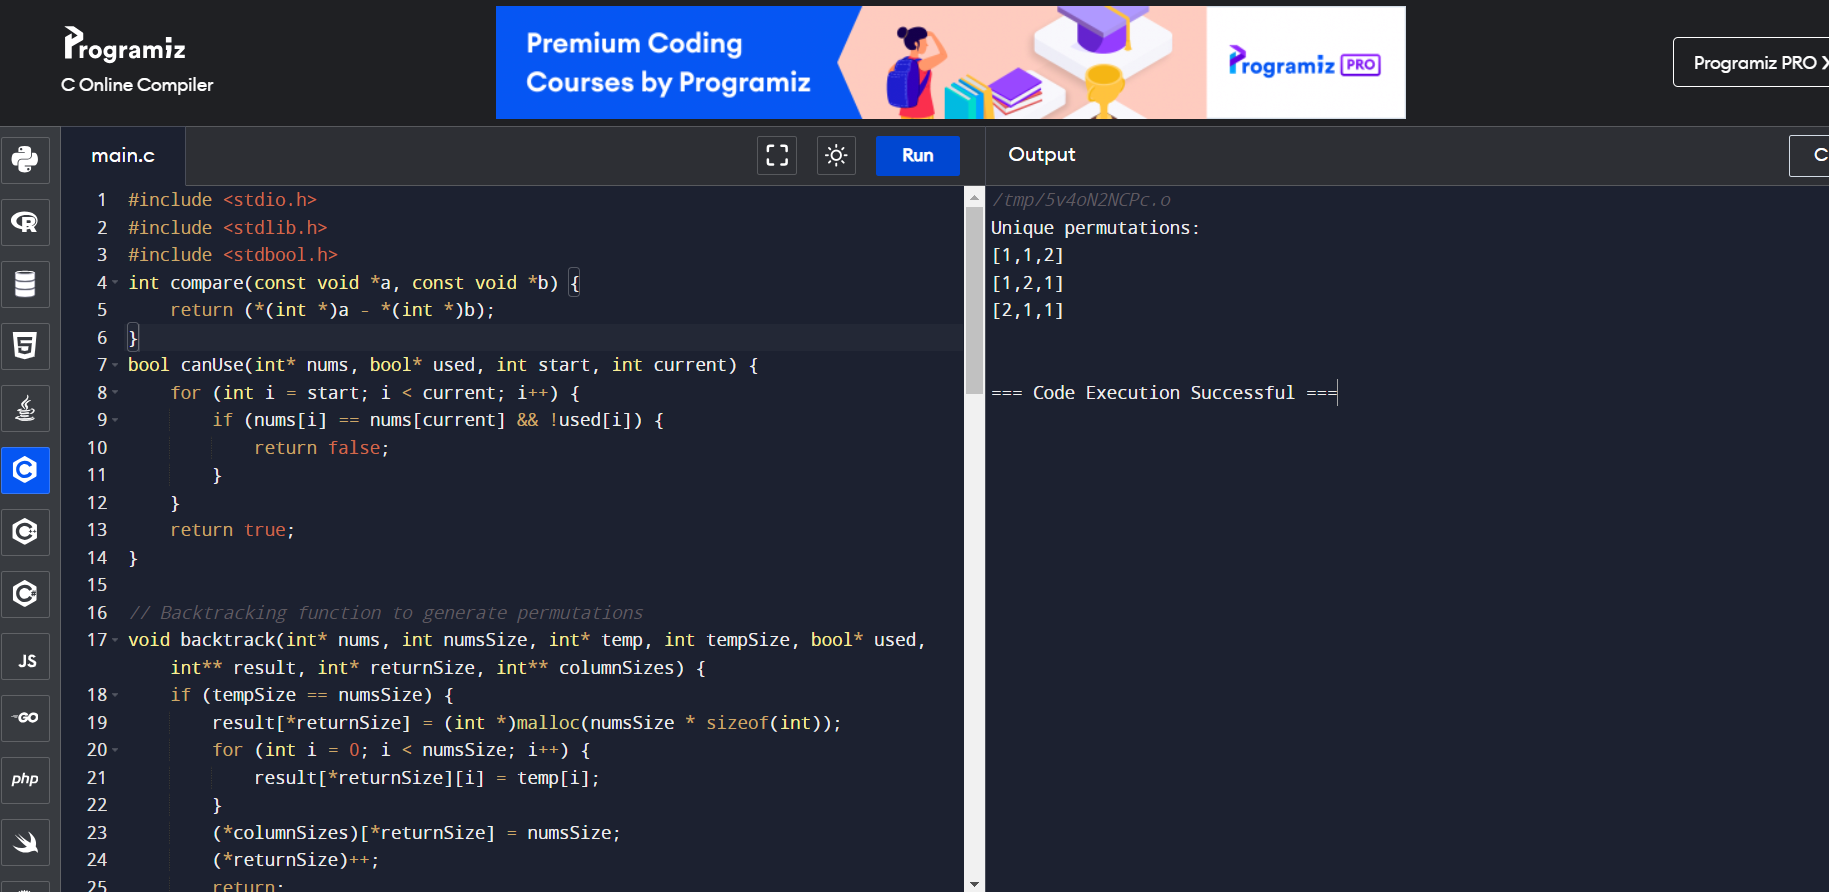 Programiz
C Online Compiler
Premium Coding
Courses by Programiz
Programiz PRO
Programiz PRO
main.c
Run
Output
C
1 #include <stdio.h>
2 #include <stdlib.h>
3 #include <stdbool.h>
4 int compare(const void *a, const void *b) {
5     return (*(int *)a - *(int *)b);
6 }
7 bool canUse(int* nums, bool* used, int start, int current) {
8     for (int i = start; i < current; i++) {
9         if (nums[i] == nums[current] && !used[i]) {
10             return false;
11         }
12     }
13     return true;
14 }
15
16 // Backtracking function to generate permutations
17 void backtrack(int* nums, int numsSize, int* temp, int tempSize, bool* used,
    int** result, int* returnSize, int** columnSizes) {
18     if (tempSize == numsSize) {
19         result[*returnSize] = (int *)malloc(numsSize * sizeof(int));
20         for (int i = 0; i < numsSize; i++) {
21             result[*returnSize][i] = temp[i];
22         }
23         (*columnSizes)[*returnSize] = numsSize;
24         (*returnSize)++;
25         return;
/tmp/5v4oN2NCPc.o
Unique permutations:
[1,1,2]
[1,2,1]
[2,1,1]
=== Code Execution Successful ===
R
5
C
C++
C#
JS
GO
php